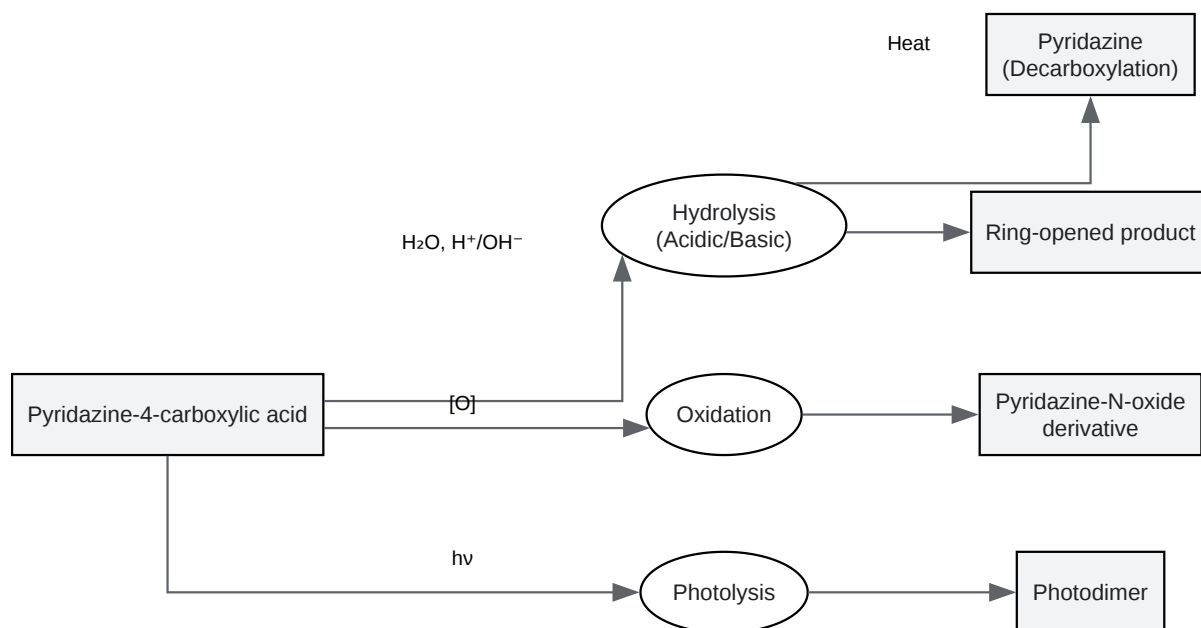 Heat
Pyridazine
(Decarboxylation)
Hydrolysis
(Acidic/Basic)
H₂O, H⁺/OH⁻
Ring-opened product
Pyridazine-4-carboxylic acid
[O]
Oxidation
Pyridazine-N-oxide
derivative
hν
Photolysis
Photodimer